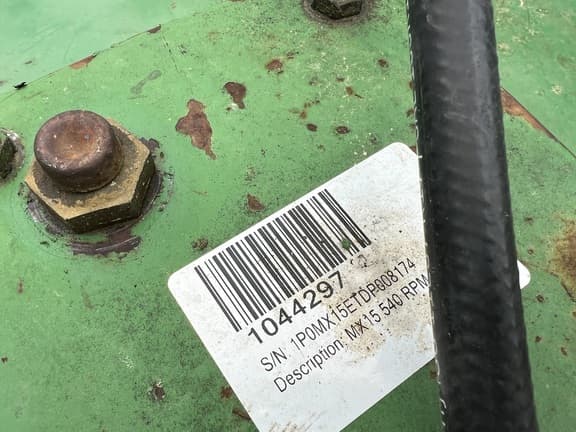 1044297
S/N 1P0MX15ETDP008174
Description: MX15 540 RPM